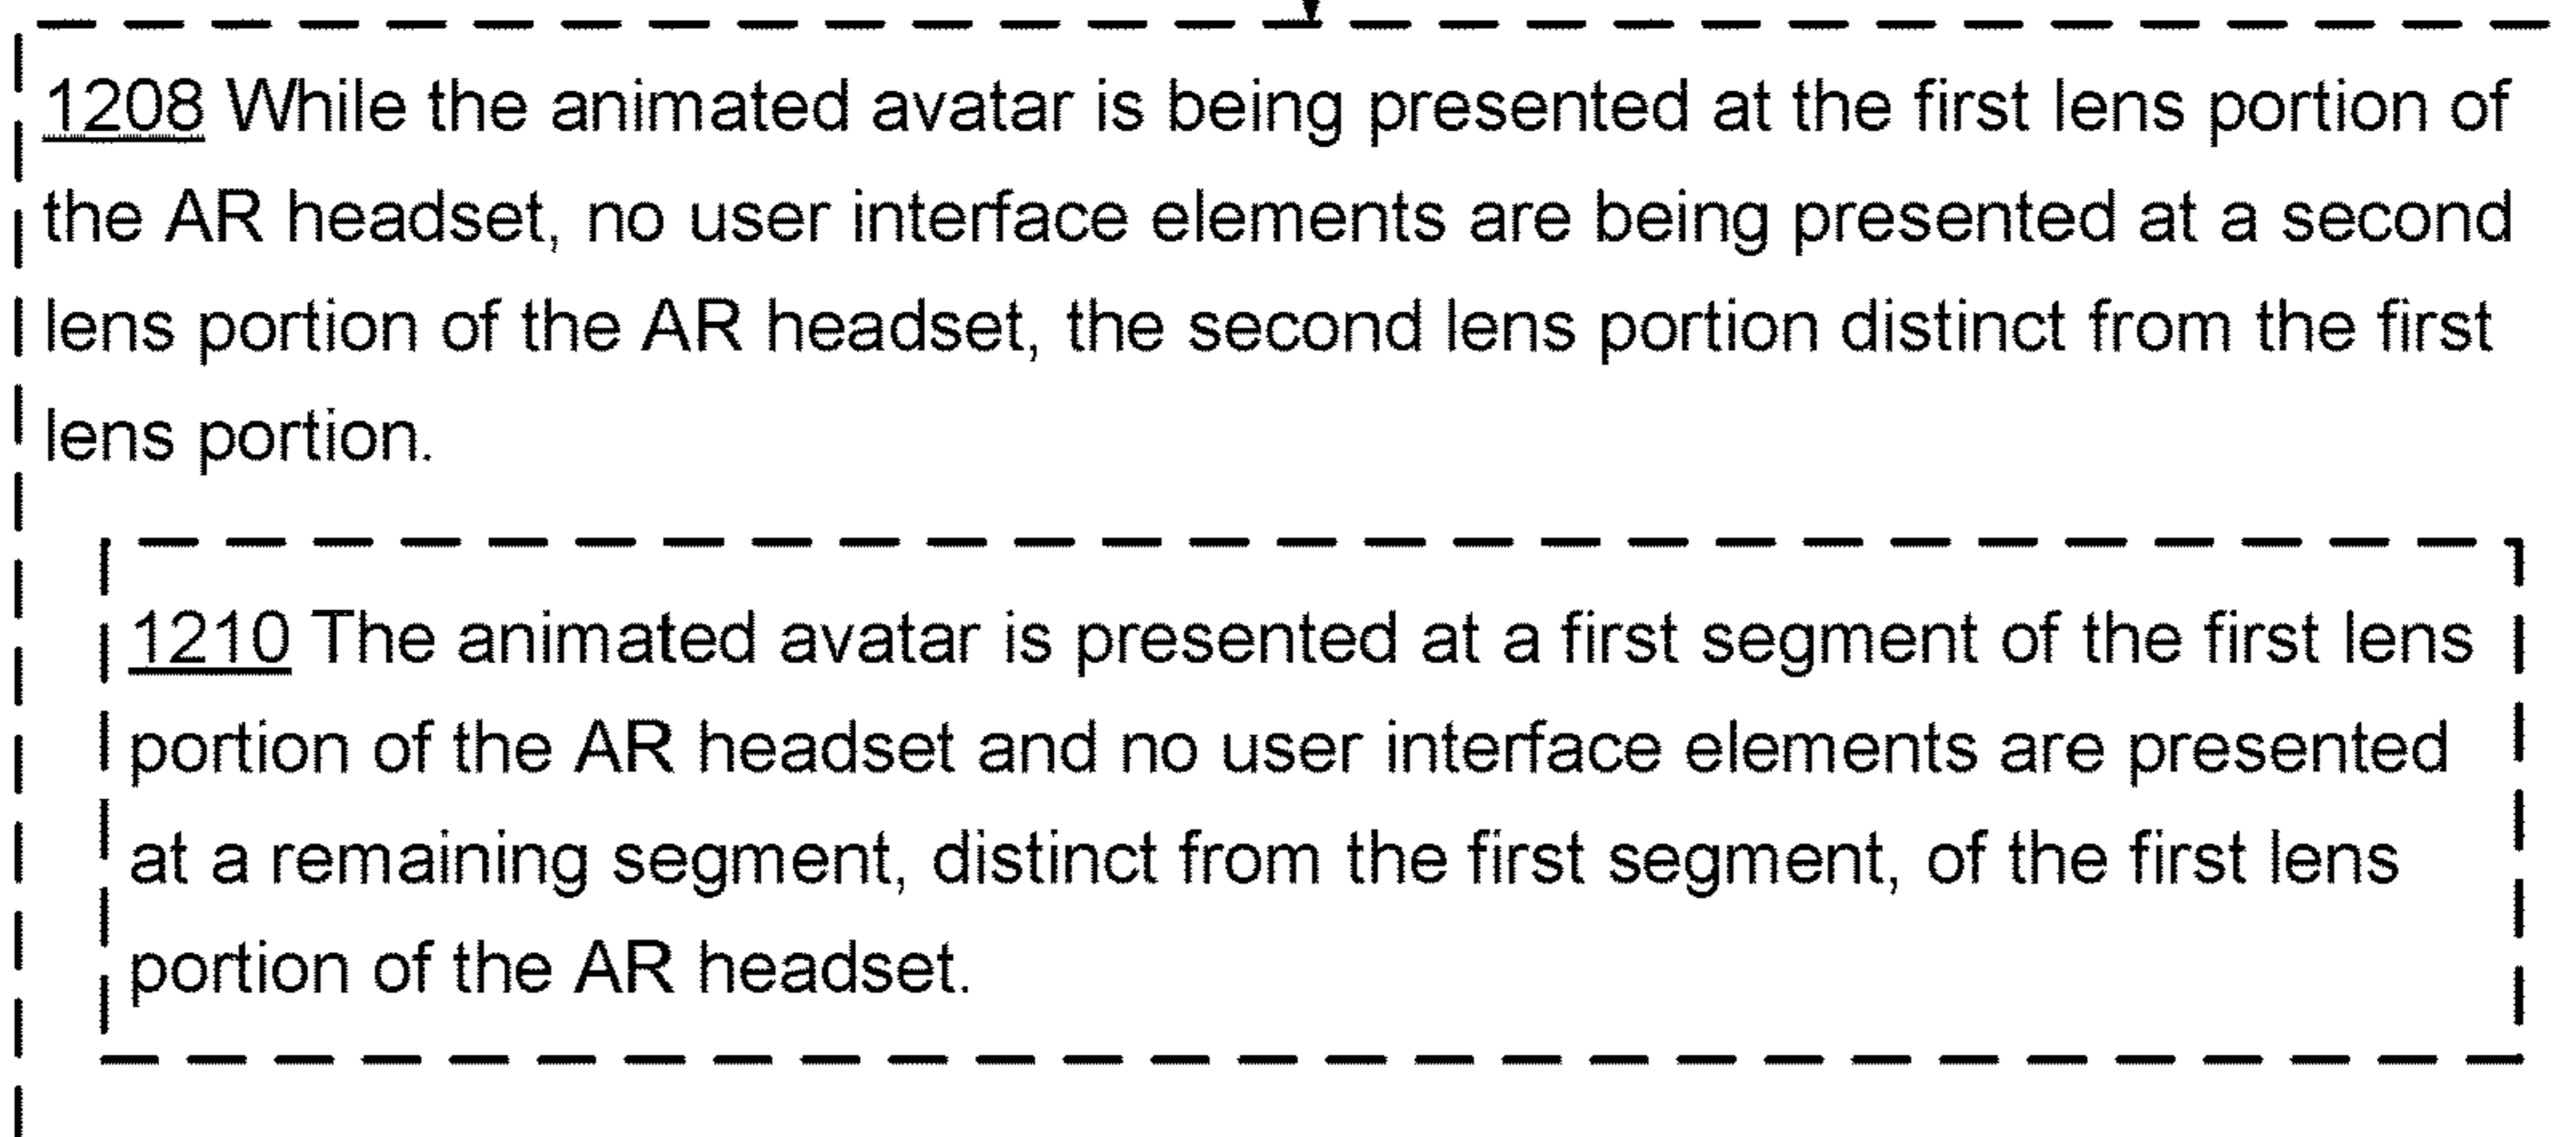 1208 While the animated avatar is being presented at the first lens portion of
the AR headset, no user interface elements are being presented at a second
lens portion of the AR headset, the second lens portion distinct from the first
lens portion.
1210 The animated avatar is presented at a first segment of the first lens
portion of the AR headset and no user interface elements are presented
at a remaining segment, distinct from the first segment, of the first lens
portion of the AR headset.